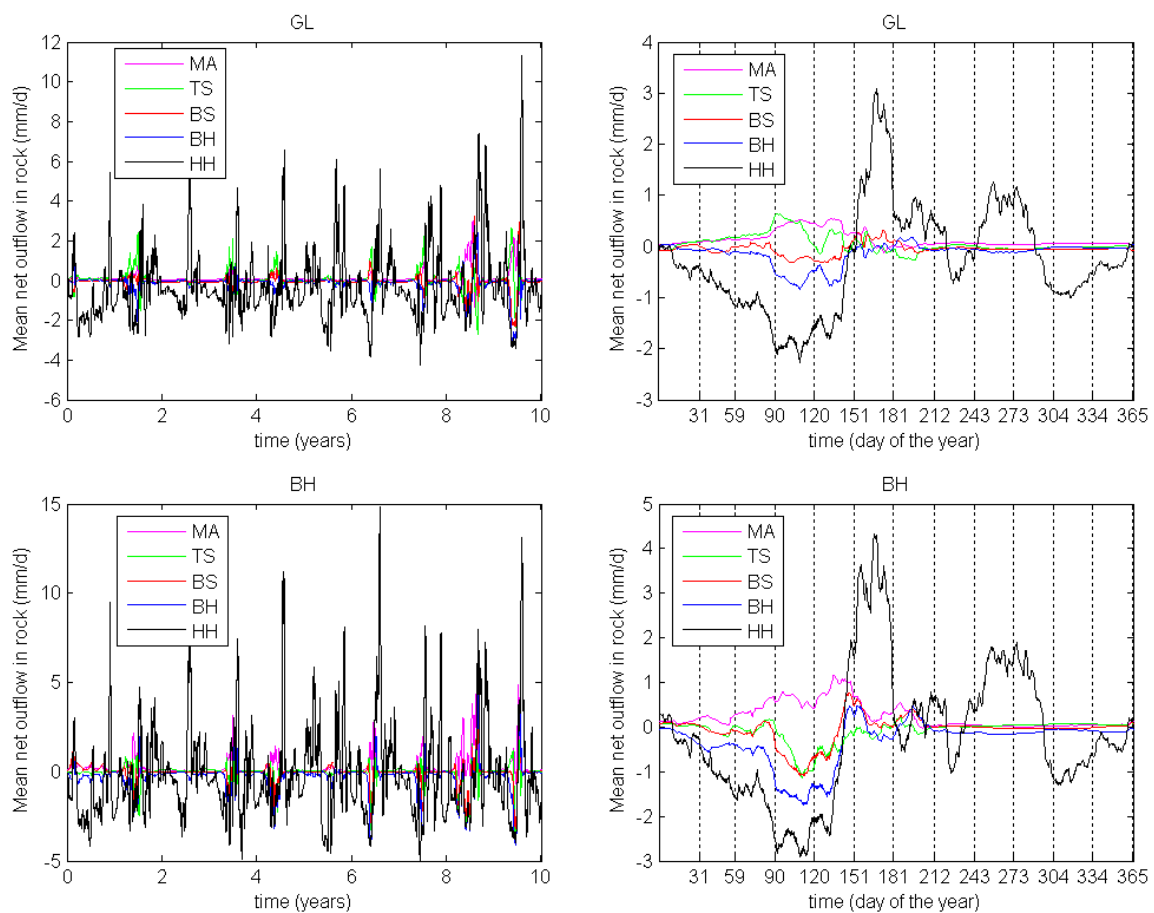 GL
Mean net outflow in rock (mm/d)
12
10
8
6
4
2
0
-2
-4
-6
MA
TS
BS
BH
HH
0 2 4 6 8 10
time (years)
GL
Mean net outflow in rock (mm/d)
4
3
2
1
0
-1
-2
-3
MA
TS
BS
BH
HH
31 59 90 120 151 181 212 243 273 304 334 365
time (day of the year)
BH
Mean net outflow in rock (mm/d)
15
10
5
0
-5
MA
TS
BS
BH
HH
0 2 4 6 8 10
time (years)
BH
Mean net outflow in rock (mm/d)
5
4
3
2
1
0
-1
-2
-3
MA
TS
BS
BH
HH
31 59 90 120 151 181 212 243 273 304 334 365
time (day of the year)